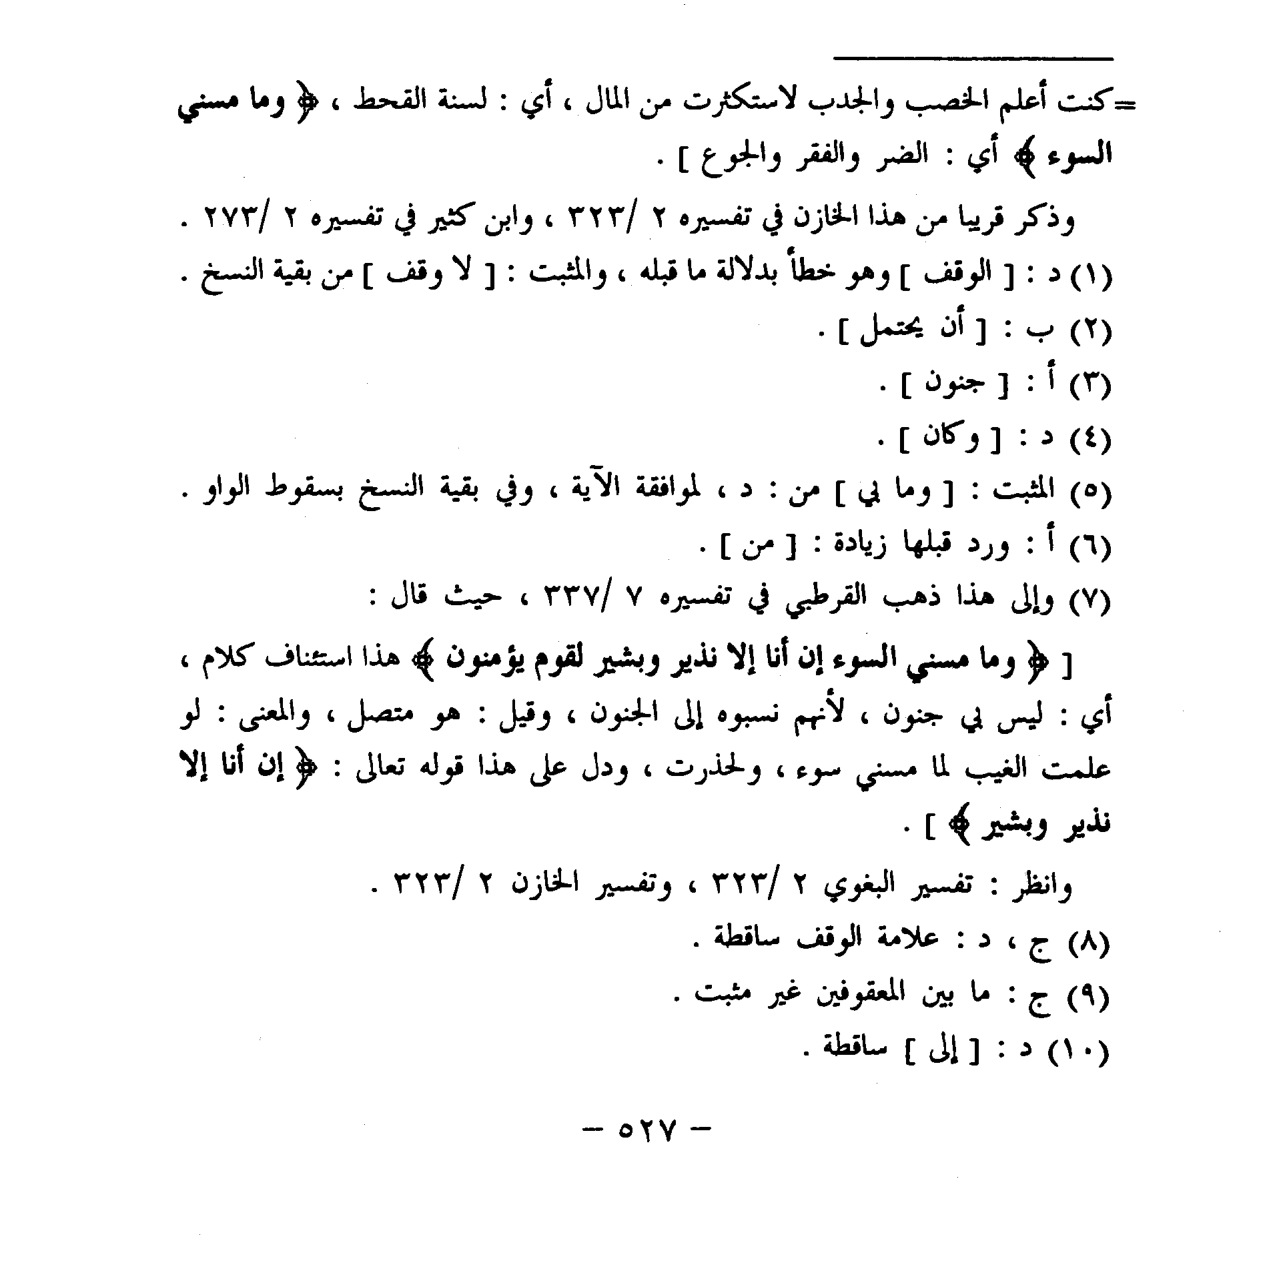 =كنت أعلم الخصب والجدب لاستكثرت من المال ، أي : لسنة القحط ، ﴿ وما مسني
السوء ﴾ أي : الضر والفقر والجوع ] .
وذكر قريبا من هذا الخازن في تفسيره ٢ /٣٢٣ ، وابن كثير في تفسيره ٢ /٢٧٣ .
(١) د : [ الوقف ] وهو خطأ بدلالة ما قبله ، والمثبت : [ لا وقف ] من بقية النسخ .
(٢) ب : [ أن يحتمل ] .
(٣) أ : [ جنون ] .
(٤) د : [ وكان ] .
(٥) المثبت : [ وما بي ] من : د ، لموافقة الآية ، وفي بقية النسخ بسقوط الواو .
(٦) أ : ورد قبلها زيادة : [ من ] .
(٧) وإلى هذا ذهب القرطبي في تفسيره ٧ /٣٣٧ ، حيث قال :
[ ﴿ وما مسني السوء إن أنا إلا نذير وبشير لقوم يؤمنون ﴾ هذا استئناف كلام ،
أي : ليس بي جنون ، لأنهم نسبوه إلى الجنون ، وقيل : هو متصل ، والمعنى : لو
علمت الغيب لما مسني سوء ، ولحذرت ، ودل على هذا قوله تعالى : ﴿ إن أنا إلا
نذير وبشير ﴾ ] .
وانظر : تفسير البغوي ٢ /٣٢٣ ، وتفسير الخازن ٢ /٣٢٣ .
(٨) ج ، د : علامة الوقف ساقطة .
(٩) ج : ما بين المعقوفين غير مثبت .
(١٠) د : [ إلى ] ساقطة .
– ٥٢٧ –